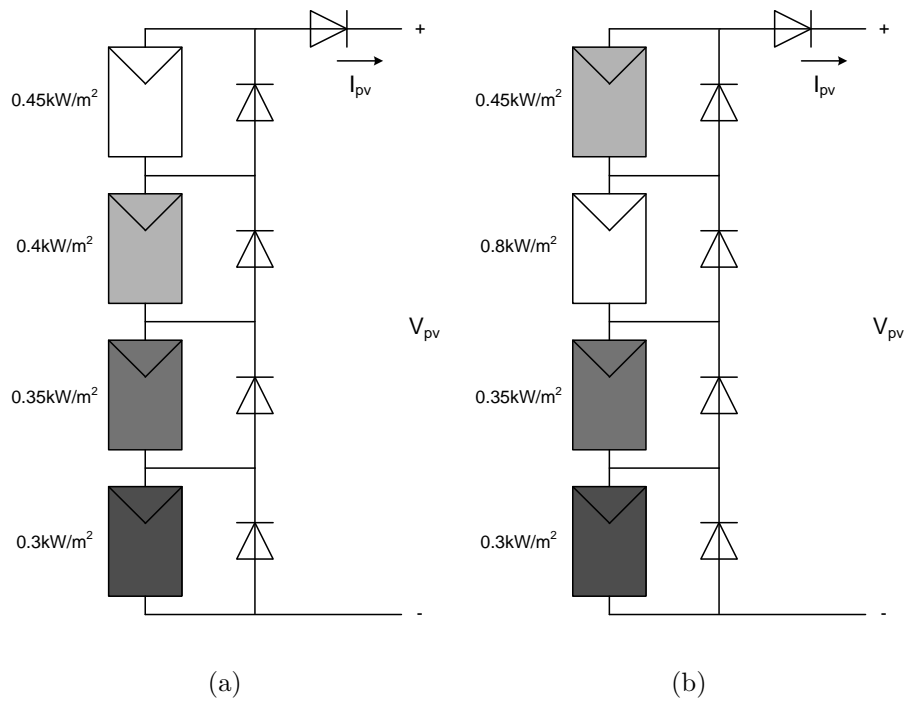 +
I_pv
0.45kW/m²
0.4kW/m²
V_pv
0.35kW/m²
0.3kW/m²
-
(a)
+
I_pv
0.45kW/m²
0.8kW/m²
V_pv
0.35kW/m²
0.3kW/m²
-
(b)